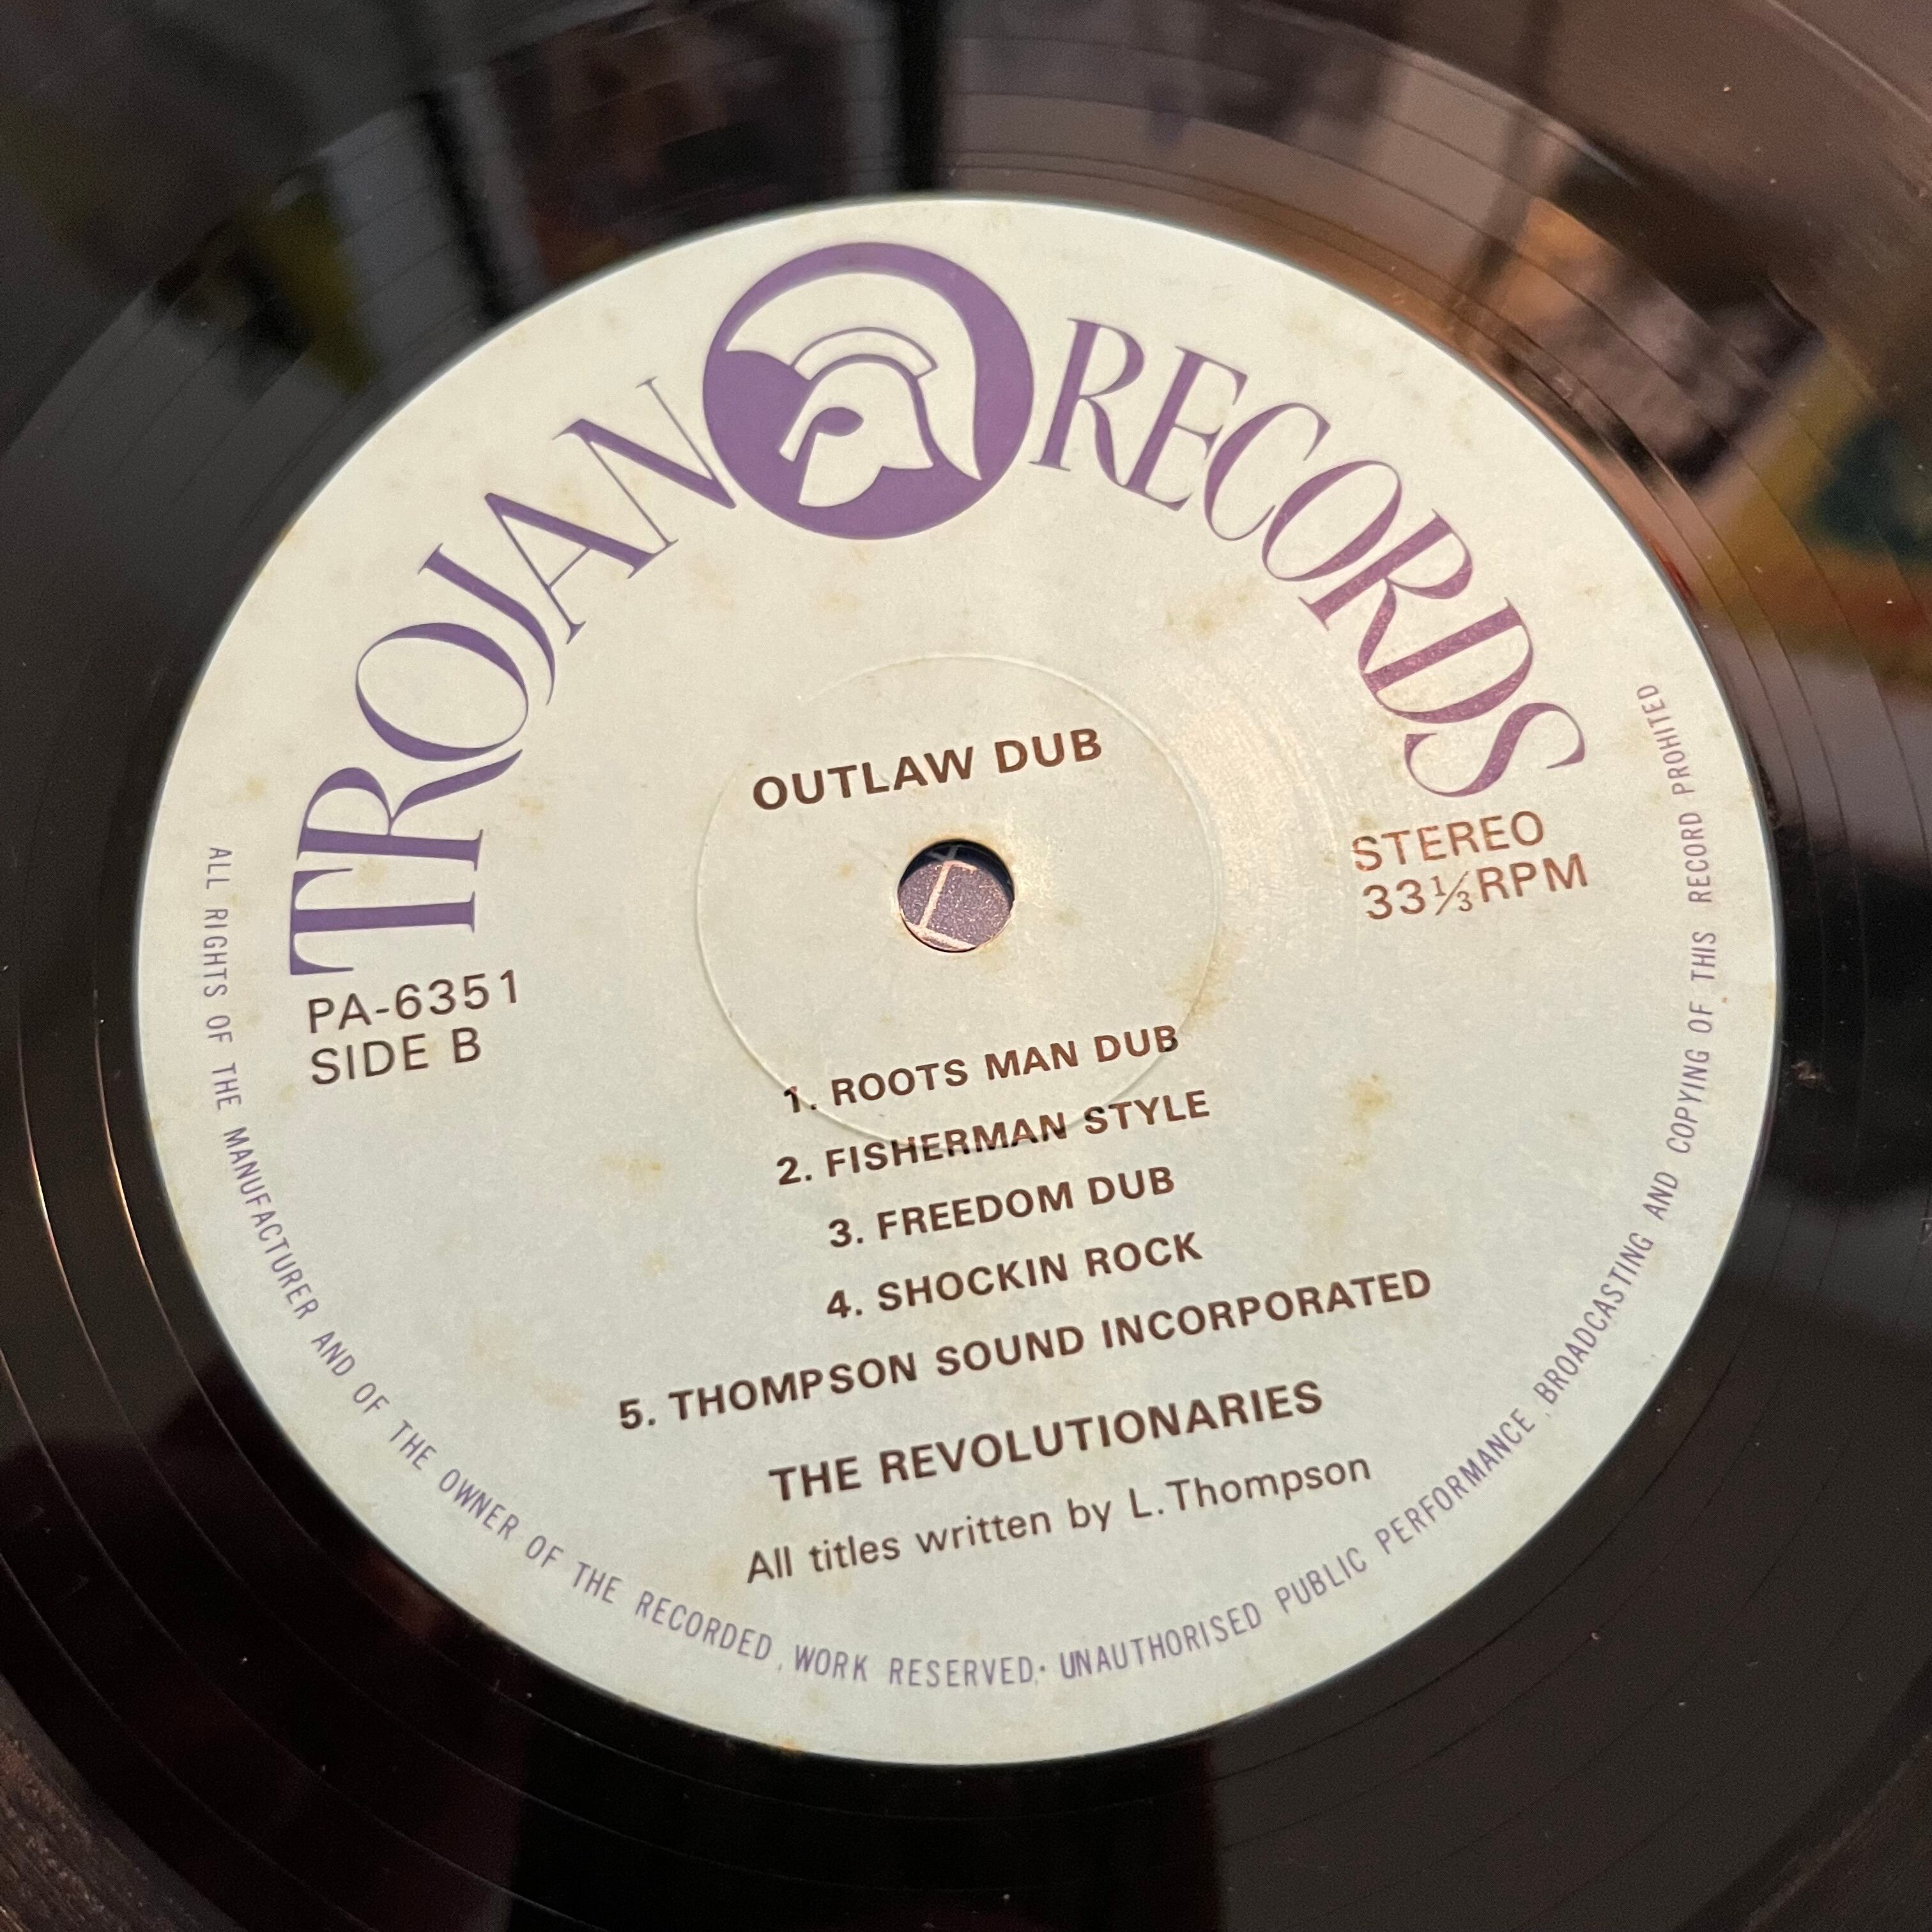 TROJAN RECORDS
OUTLAW DUB
STEREO
33⅓RPM
PA-6351
SIDE B
1. ROOTS MAN DUB
2. FISHERMAN STYLE
3. FREEDOM DUB
4. SHOCKIN ROCK
5. THOMPSON SOUND INCORPORATED
THE REVOLUTIONARIES
All titles written by L.Thompson
ALL RIGHTS OF THE MANUFACTURER AND OF THE OWNER OF THE RECORDED WORK RESERVED· UNAUTHORISED PUBLIC PERFORMANCE BROADCASTING AND COPYING OF THIS RECORD PROHITED